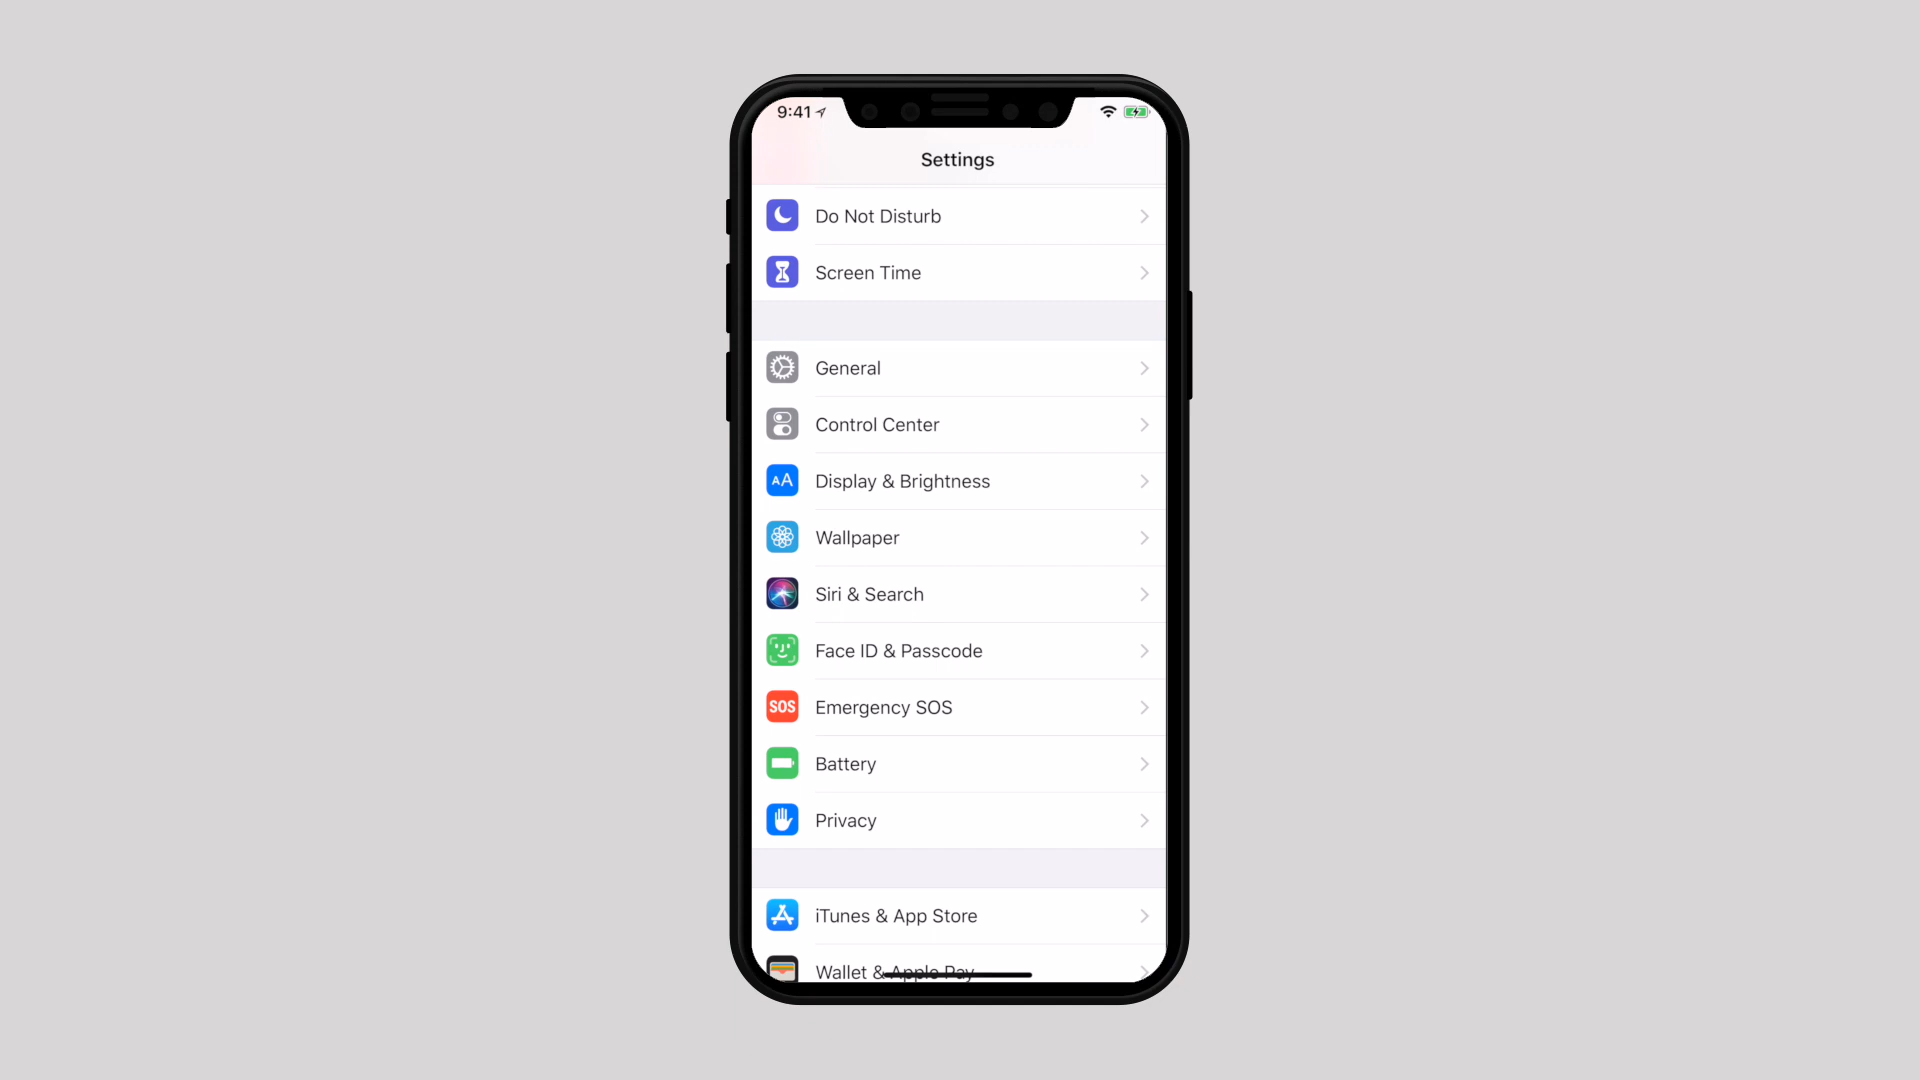 9:41
Settings
Do Not Disturb
Screen Time
General
Control Center
AA Display & Brightness
Wallpaper
Siri & Search
Face ID & Passcode
SOS Emergency SOS
Battery
Privacy
iTunes & App Store
Wallet & Apple Pay